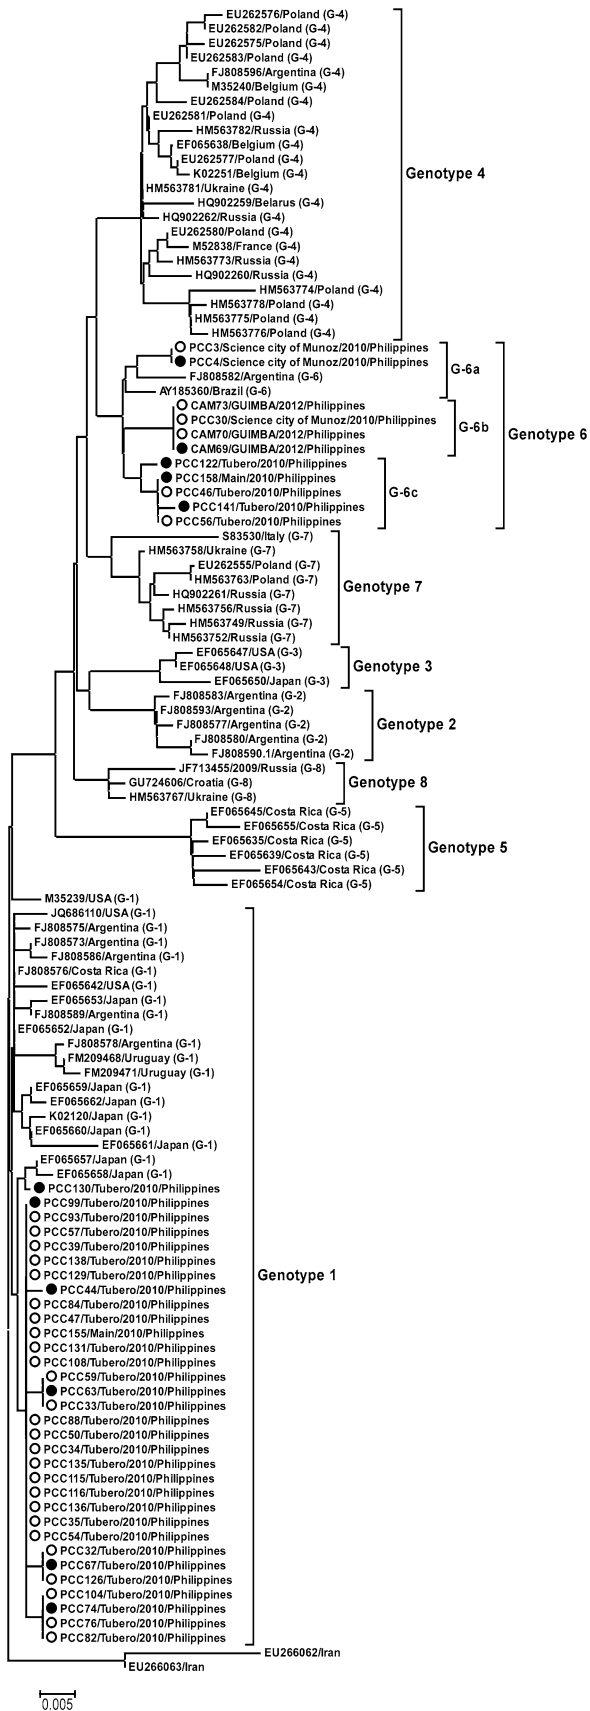 EU262576/Poland (G-4)
EU262582/Poland (G-4)
EU262575/Poland (G-4)
EU262583/Poland (G-4)
FJ808596/Argentina (G-4)
M35240/Belgium (G-4)
EU262584/Poland (G-4)
EU262581/Poland (G-4)
HM563782/Russia (G-4)
EF065638/Belgium (G-4)
EU262577/Poland (G-4)
K02251/Belgium (G-4)
Genotype 4
HM563781/Ukraine (G-4)
HQ902259/Belarus (G-4)
HQ902262/Russia (G-4)
EU262580/Poland (G-4)
M52838/France (G-4)
HM563773/Russia (G-4)
HQ902260/Russia (G-4)
HM563774/Poland (G-4)
HM563778/Poland (G-4)
HM563775/Poland (G-4)
HM563776/Poland (G-4)
PCC3/Science city of Munoz/2010/Philippines
PCC4/Science city of Munoz/2010/Philippines
G-6a
FJ808582/Argentina (G-6)
AY185360/Brazil (G-6)
CAM73/GUIMBA/2012/Philippines
PCC30/Science city of Munoz/2010/Philippines
G-6b
CAM70/GUIMBA/2012/Philippines
Genotype 6
CAM69/GUIMBA/2012/Philippines
PCC122/Tubero/2010/Philippines
PCC158/Main/2010/Philippines
PCC46/Tubero/2010/Philippines
G-6c
PCC141/Tubero/2010/Philippines
PCC56/Tubero/2010/Philippines
S83530/Italy (G-7)
HM563758/Ukraine (G-7)
EU262555/Poland (G-7)
HM563763/Poland (G-7)
Genotype 7
HQ902261/Russia (G-7)
HM563756/Russia (G-7)
HM563749/Russia (G-7)
HM563752/Russia (G-7)
EF065647/USA (G-3)
EF065648/USA (G-3)
Genotype 3
EF065650/Japan (G-3)
FJ808583/Argentina (G-2)
FJ808593/Argentina (G-2)
FJ808577/Argentina (G-2)
Genotype 2
FJ808580/Argentina (G-2)
FJ808590.1/Argentina (G-2)
JF713455/2009/Russia (G-8)
GU724606/Croatia (G-8)
Genotype 8
HM563767/Ukraine (G-8)
EF065645/Costa Rica (G-5)
EF065655/Costa Rica (G-5)
EF065635/Costa Rica (G-5)
Genotype 5
EF065639/Costa Rica (G-5)
EF065643/Costa Rica (G-5)
EF065654/Costa Rica (G-5)
M35239/USA (G-1)
JQ686110/USA (G-1)
FJ808575/Argentina (G-1)
FJ808573/Argentina (G-1)
FJ808586/Argentina (G-1)
FJ808576/Costa Rica (G-1)
EF065642/USA (G-1)
EF065653/Japan (G-1)
FJ808589/Argentina (G-1)
EF065652/Japan (G-1)
FJ808578/Argentina (G-1)
FM209468/Uruguay (G-1)
FM209471/Uruguay (G-1)
EF065659/Japan (G-1)
EF065662/Japan (G-1)
K02120/Japan (G-1)
EF065660/Japan (G-1)
EF065661/Japan (G-1)
EF065657/Japan (G-1)
EF065658/Japan (G-1)
PCC130/Tubero/2010/Philippines
PCC99/Tubero/2010/Philippines
PCC93/Tubero/2010/Philippines
PCC57/Tubero/2010/Philippines
PCC39/Tubero/2010/Philippines
PCC138/Tubero/2010/Philippines
PCC129/Tubero/2010/Philippines
Genotype 1
PCC44/Tubero/2010/Philippines
PCC84/Tubero/2010/Philippines
PCC47/Tubero/2010/Philippines
PCC155/Main/2010/Philippines
PCC131/Tubero/2010/Philippines
PCC108/Tubero/2010/Philippines
PCC59/Tubero/2010/Philippines
PCC63/Tubero/2010/Philippines
PCC33/Tubero/2010/Philippines
PCC88/Tubero/2010/Philippines
PCC50/Tubero/2010/Philippines
PCC34/Tubero/2010/Philippines
PCC135/Tubero/2010/Philippines
PCC115/Tubero/2010/Philippines
PCC116/Tubero/2010/Philippines
PCC136/Tubero/2010/Philippines
PCC35/Tubero/2010/Philippines
PCC54/Tubero/2010/Philippines
PCC32/Tubero/2010/Philippines
PCC67/Tubero/2010/Philippines
PCC126/Tubero/2010/Philippines
PCC104/Tubero/2010/Philippines
PCC74/Tubero/2010/Philippines
PCC76/Tubero/2010/Philippines
PCC82/Tubero/2010/Philippines
EU266062/Iran
EU266063/Iran
0.005